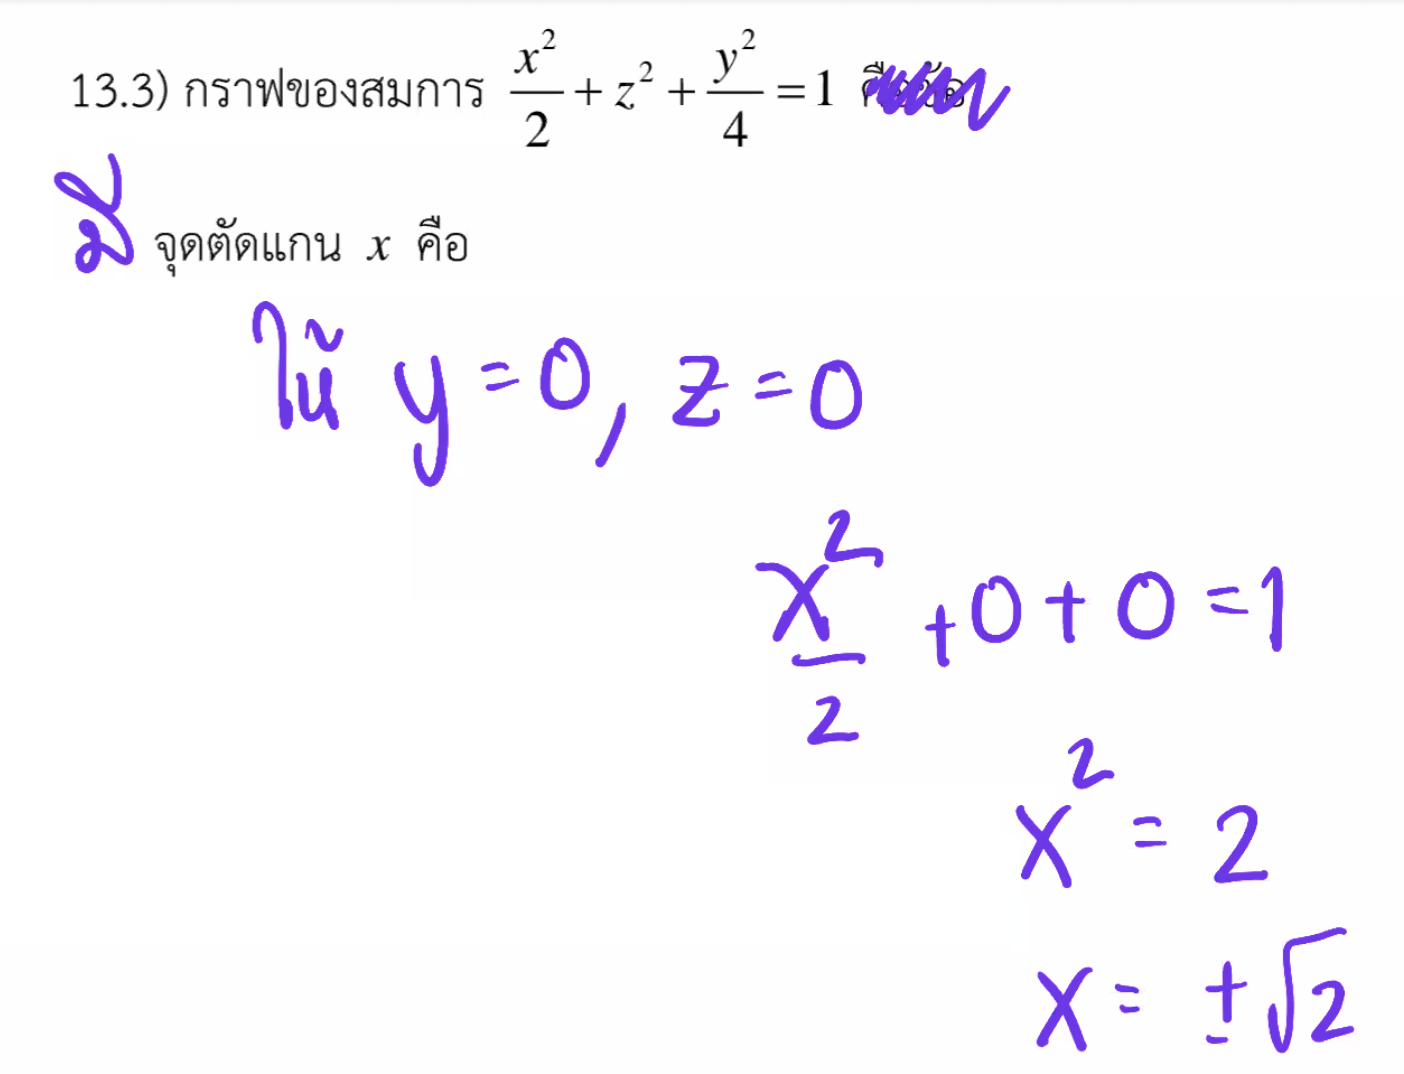 13.3) กราฟของสมการ x²/2 + z² + y²/4 = 1
มี จุดตัดแกน x คือ
ให้ y = 0, z = 0
x²/2 + 0 + 0 = 1
x² = 2
x = ±√2